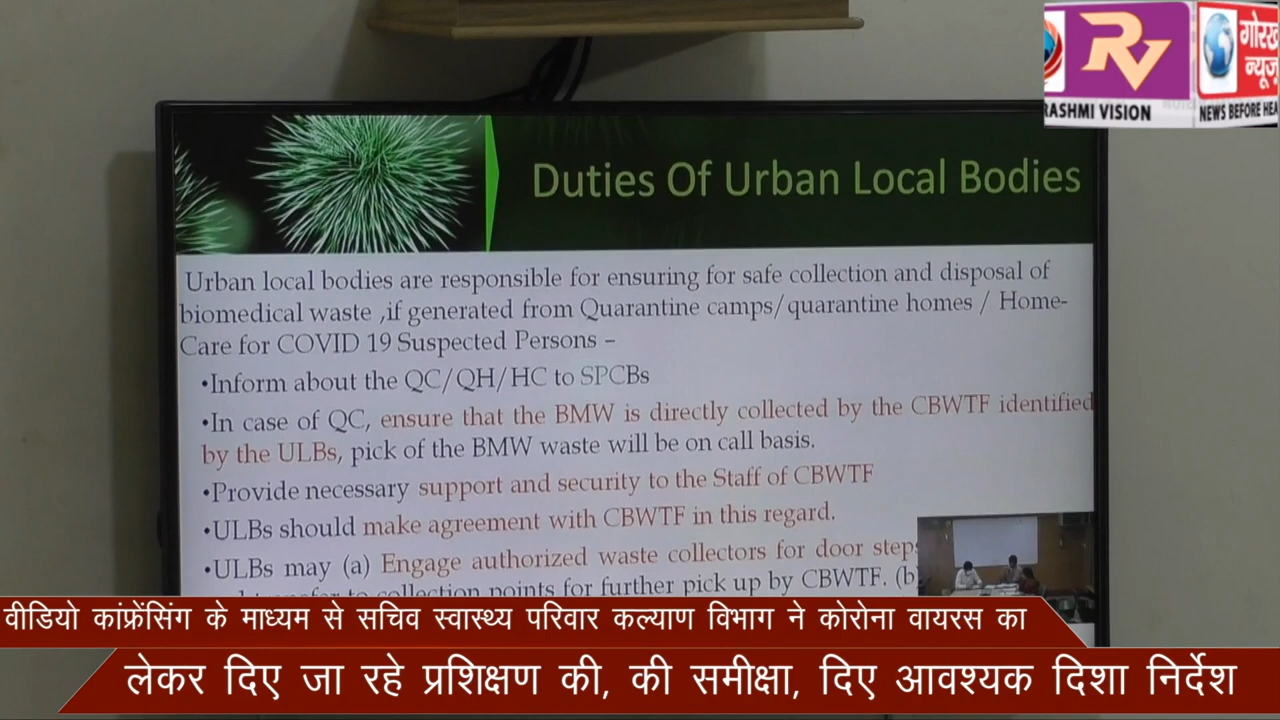 RASHMI VISION
गोरख
न्यूज
NEWS BEFORE HEA
Duties Of Urban Local Bodies
Urban local bodies are responsible for ensuring for safe collection and disposal of
biomedical waste ,if generated from Quarantine camps/quarantine homes / Home-
Care for COVID 19 Suspected Persons –
•Inform about the QC/QH/HC to SPCBs
•In case of QC, ensure that the BMW is directly collected by the CBWTF identified
by the ULBs, pick of the BMW waste will be on call basis.
•Provide necessary support and security to the Staff of CBWTF
•ULBs should make agreement with CBWTF in this regard.
•ULBs may (a) Engage authorized waste collectors for door step
to collection points for further pick up by CBWTF. (b)
वीडियो कांफ्रेंसिंग के माध्यम से सचिव स्वास्थ्य परिवार कल्याण विभाग ने कोरोना वायरस का
लेकर दिए जा रहे प्रशिक्षण की, की समीक्षा, दिए आवश्यक दिशा निर्देश